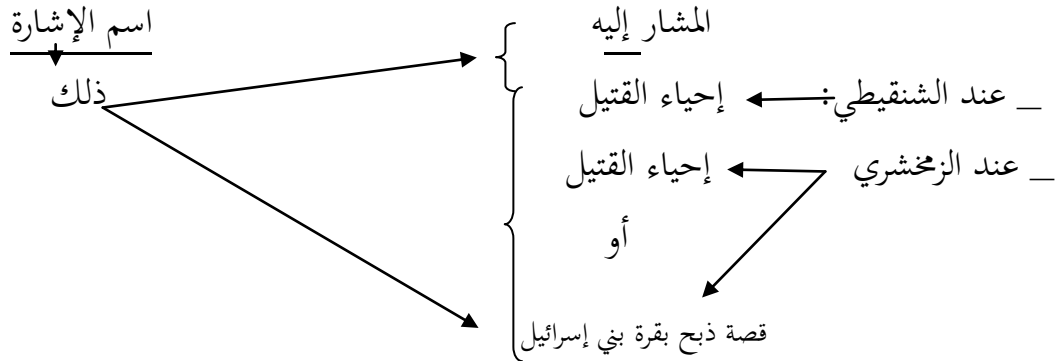 المشار إليه
اسم الإشارة
_ عند الشنقيطي: إحياء القتيل
ذلك
_ عند الزمخشري إحياء القتيل
أو
قصة ذبح بقرة بني إسرائيل